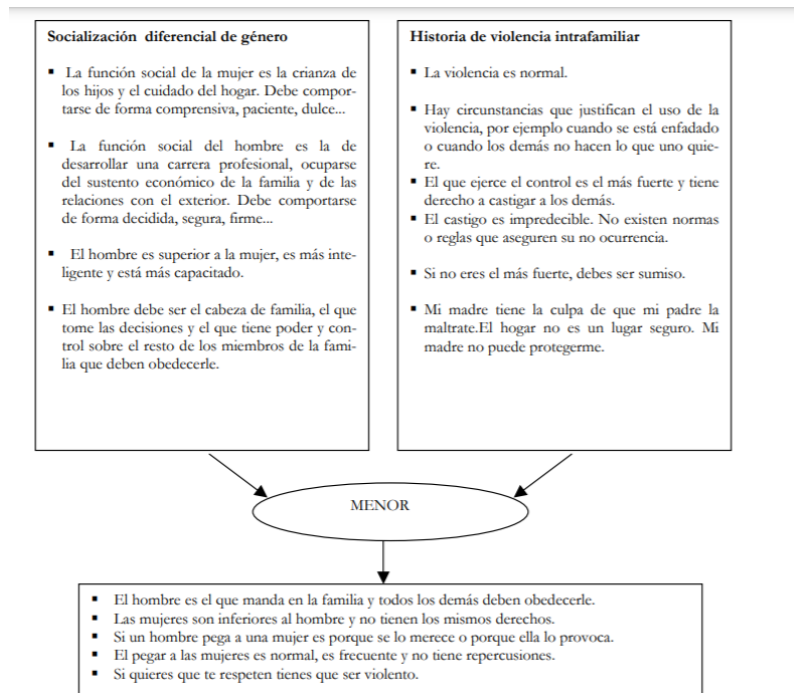 Socialización diferencial de género
▪ La función social de la mujer es la crianza de
los hijos y el cuidado del hogar. Debe compor-
tarse de forma comprensiva, paciente, dulce...
▪ La función social del hombre es la de
desarrollar una carrera profesional, ocuparse
del sustento económico de la familia y de las
relaciones con el exterior. Debe comportarse
de forma decidida, segura, firme...
▪ El hombre es superior a la mujer, es más inte-
ligente y está más capacitado.
▪ El hombre debe ser el cabeza de familia, el que
tome las decisiones y el que tiene poder y con-
trol sobre el resto de los miembros de la fami-
lia que deben obedecerle.
Historia de violencia intrafamiliar
▪ La violencia es normal.
▪ Hay circunstancias que justifican el uso de la
violencia, por ejemplo cuando se está enfadado
o cuando los demás no hacen lo que uno quie-
re.
▪ El que ejerce el control es el más fuerte y tiene
derecho a castigar a los demás.
▪ El castigo es impredecible. No existen normas
o reglas que aseguren su no ocurrencia.
▪ Si no eres el más fuerte, debes ser sumiso.
▪ Mi madre tiene la culpa de que mi padre la
maltrate.El hogar no es un lugar seguro. Mi
madre no puede protegerme.
MENOR
▪ El hombre es el que manda en la familia y todos los demás deben obedecerle.
▪ Las mujeres son inferiores al hombre y no tienen los mismos derechos.
▪ Si un hombre pega a una mujer es porque se lo merece o porque ella lo provoca.
▪ El pegar a las mujeres es normal, es frecuente y no tiene repercusiones.
▪ Si quieres que te respeten tienes que ser violento.